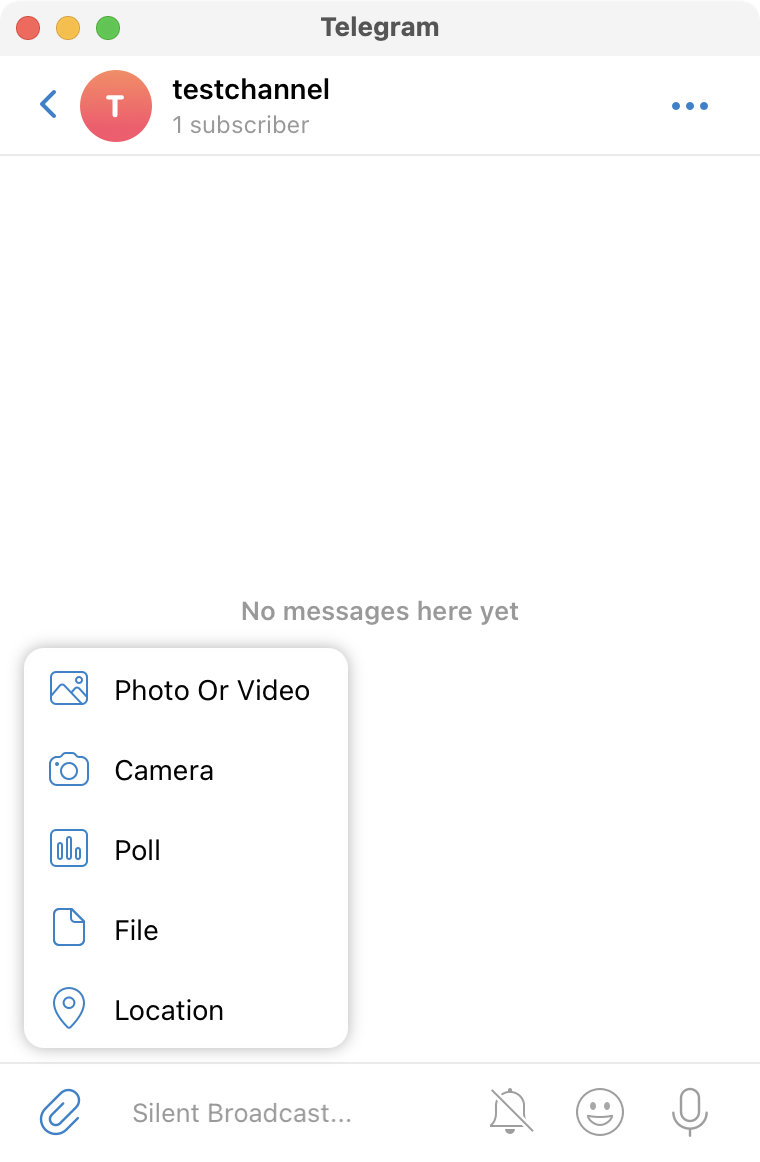 Telegram
T
testchannel
1 subscriber
No messages here yet
Photo Or Video
Camera
Poll
File
Location
Silent Broadcast...